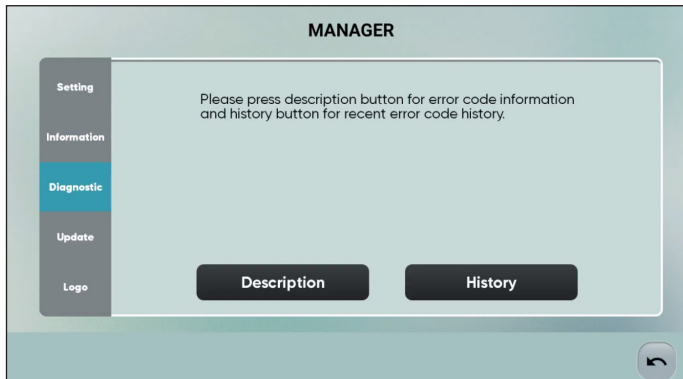 MANAGER
Setting
Information
Diagnostic
Update
Logo
Please press description button for error code information
and history button for recent error code history.
Description
History